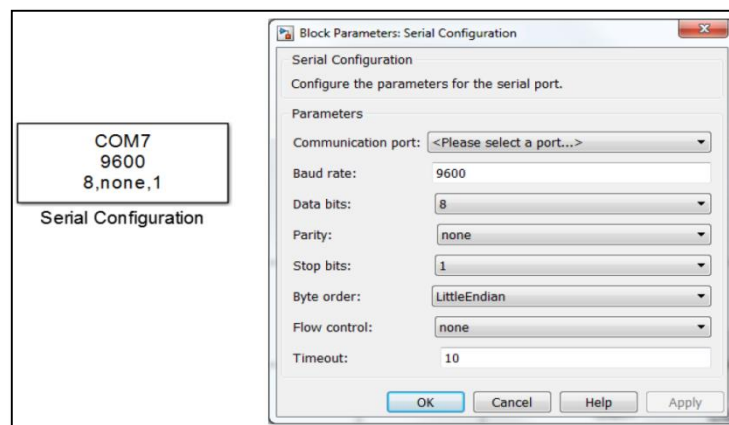 COM7
9600
8,none,1
Serial Configuration
Block Parameters: Serial Configuration
Serial Configuration
Configure the parameters for the serial port.
Parameters
Communication port: <Please select a port...>
Baud rate: 9600
Data bits: 8
Parity: none
Stop bits: 1
Byte order: LittleEndian
Flow control: none
Timeout: 10
OK Cancel Help Apply